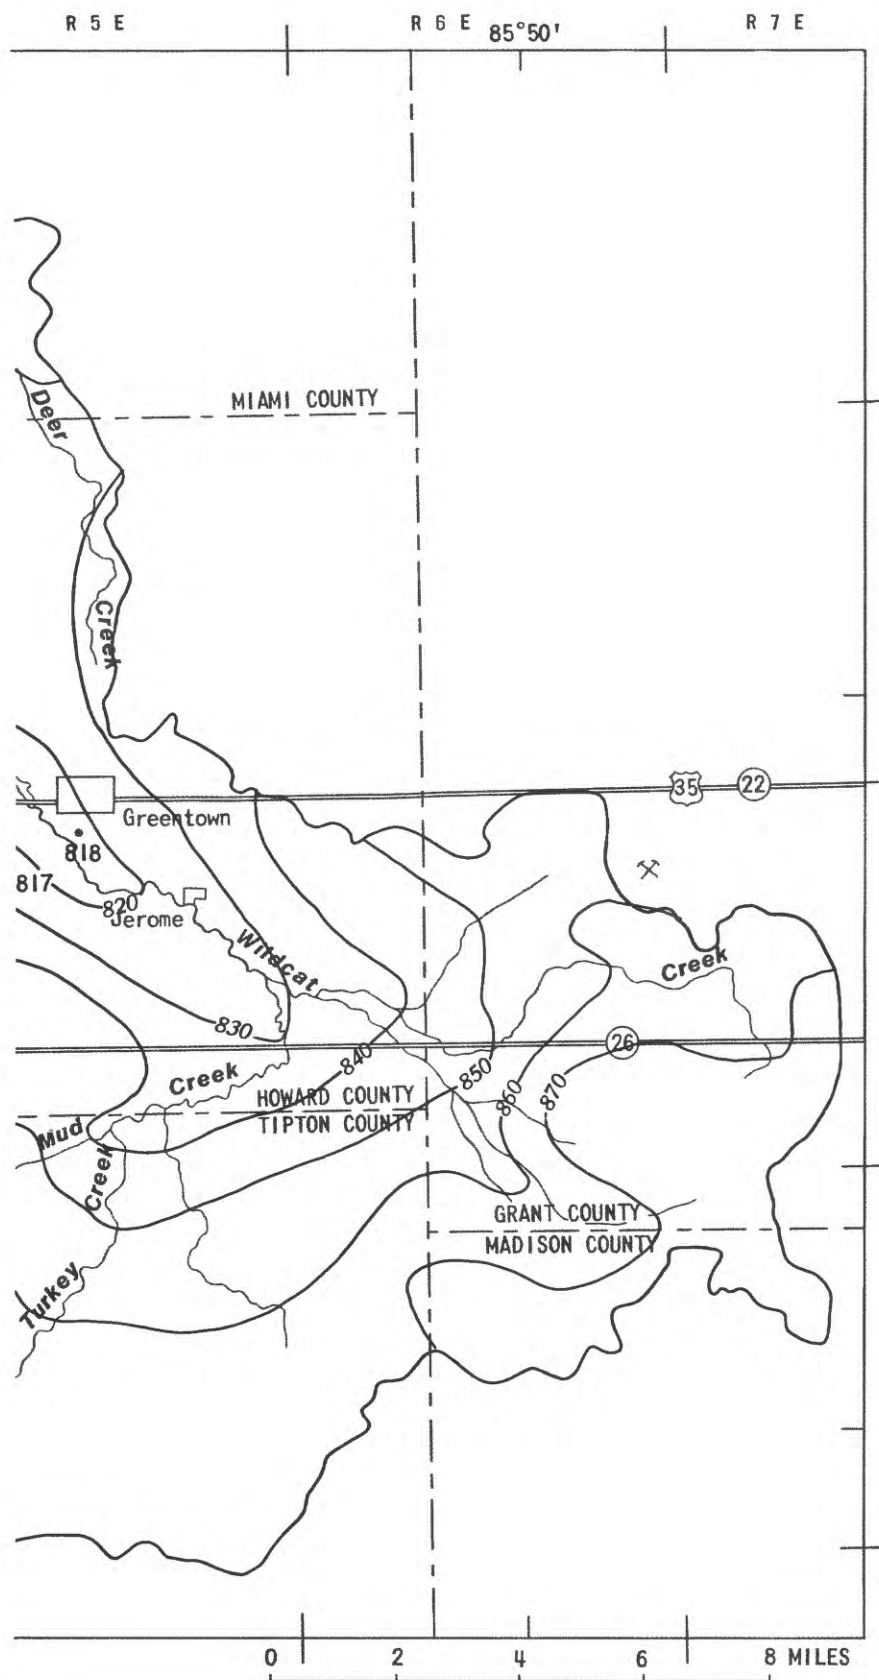 R 5 E R 6 E 85°50' R 7 E
MIAMI COUNTY
Deer
Creek
35 22
Greentown
818
817
820
Jerome
Wildcat
Creek
830
26
840
850
860
870
Creek
HOWARD COUNTY
TIPTON COUNTY
Mud
Creek
GRANT COUNTY
MADISON COUNTY
Turkey
0 2 4 6 8 MILES